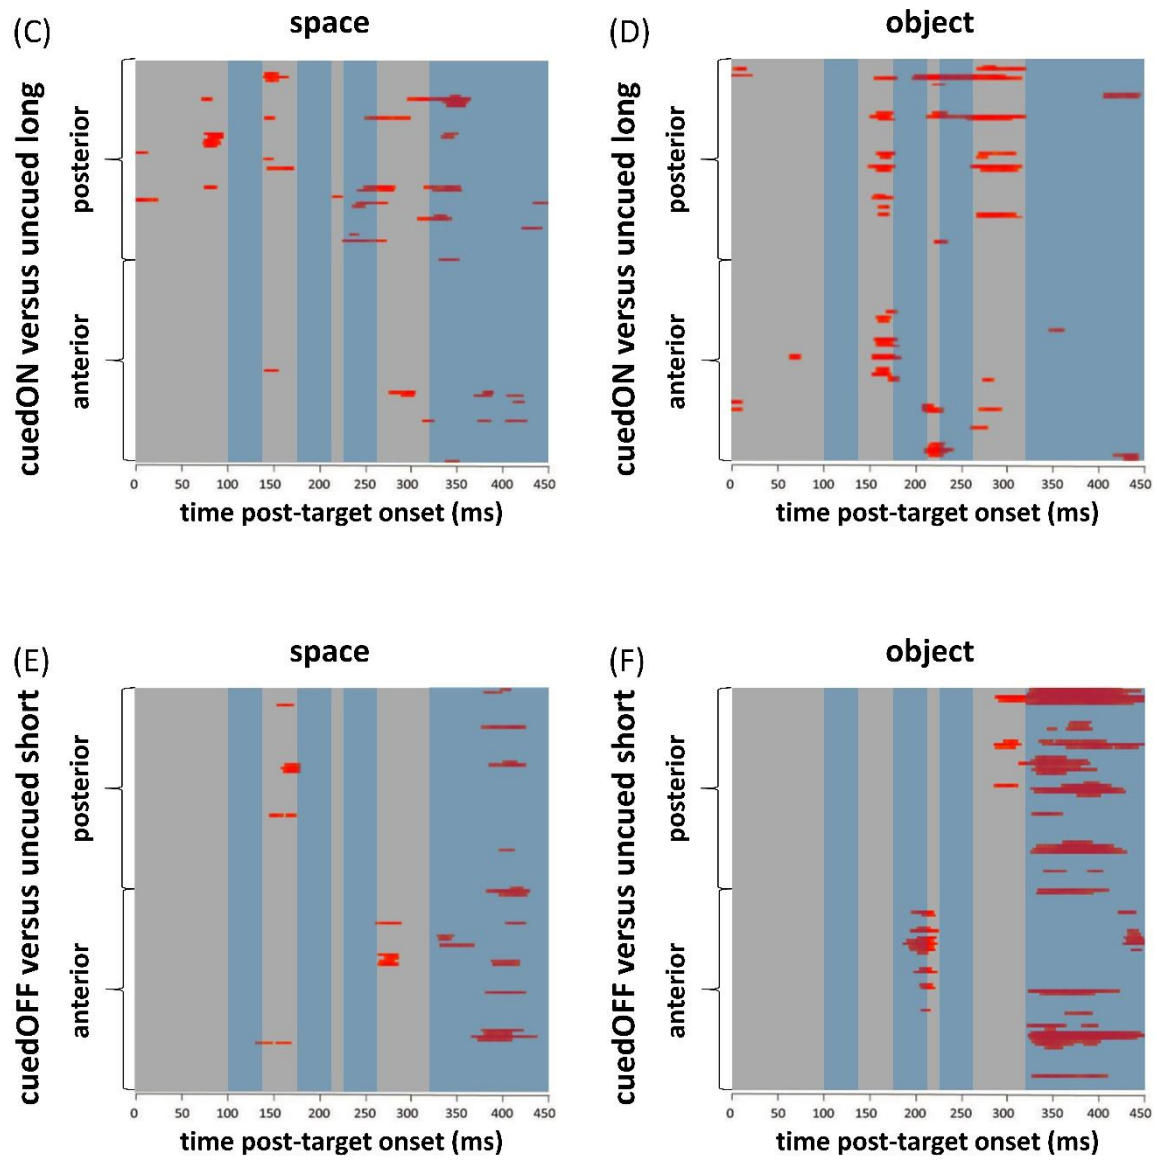 (C)
space
cuedON versus uncued long
posterior
anterior
0 50 100 150 200 250 300 350 400 450
time post-target onset (ms)
(D)
object
cuedON versus uncued long
posterior
anterior
0 50 100 150 200 250 300 350 400 450
time post-target onset (ms)
(E)
space
cuedOFF versus uncued short
posterior
anterior
0 50 100 150 200 250 300 350 400 450
time post-target onset (ms)
(F)
object
cuedOFF versus uncued short
posterior
anterior
0 50 100 150 200 250 300 350 400 450
time post-target onset (ms)